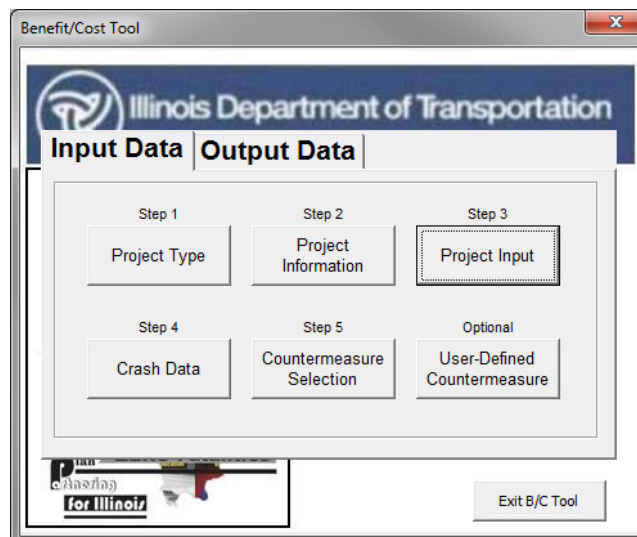 Benefit/Cost Tool
Illinois Department of Transportation
Input Data
Output Data
Step 1
Step 2
Step 3
Project Type
Project
Information
Project Input
Step 4
Step 5
Optional
Crash Data
Countermeasure
Selection
User-Defined
Countermeasure
for Illinois
Exit B/C Tool